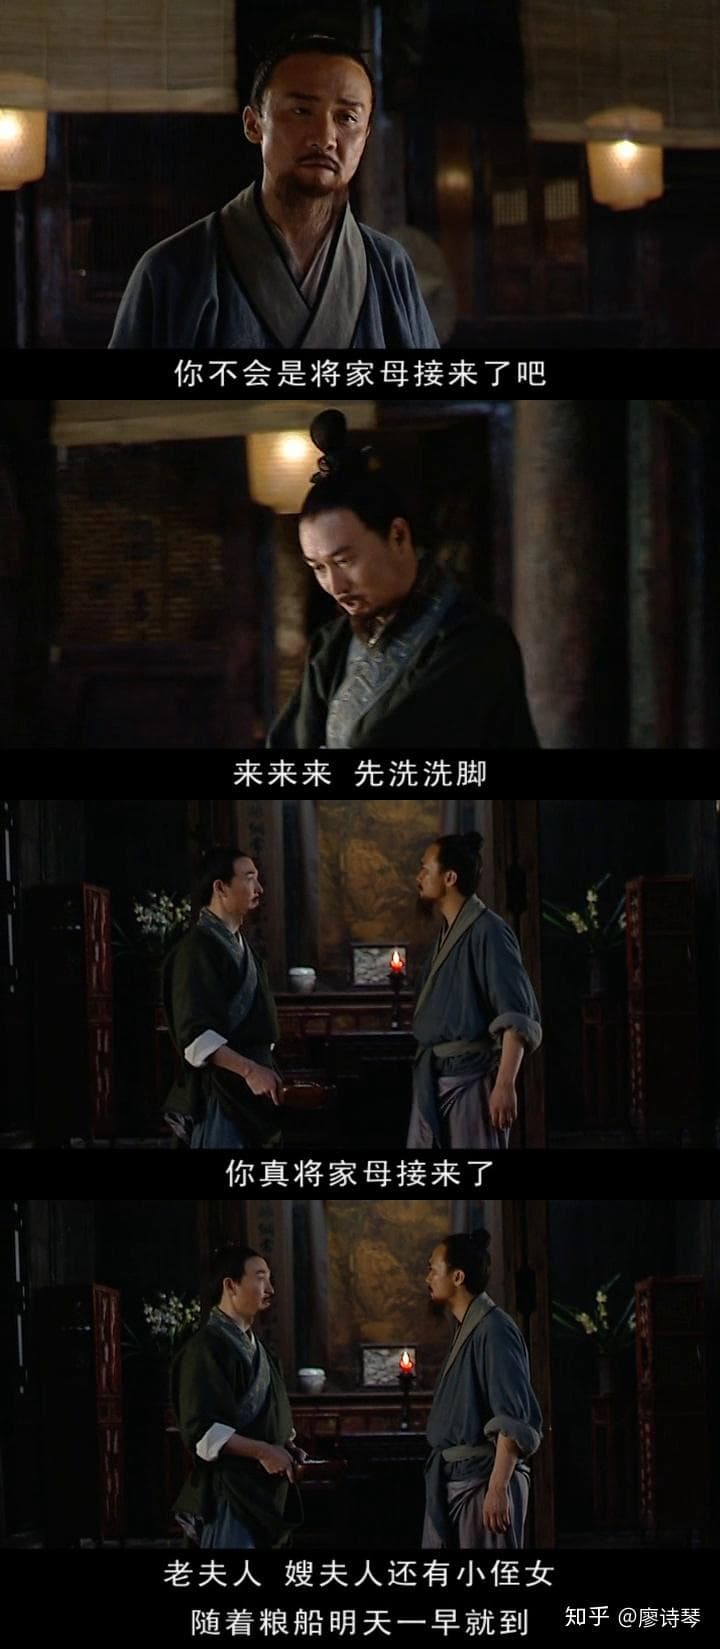 你不会是将家母接来了吧
来来来 先洗洗脚
你真将家母接来了
老夫人 嫂夫人还有小侄女
随着粮船明天一早就到
知乎 @廖诗琴